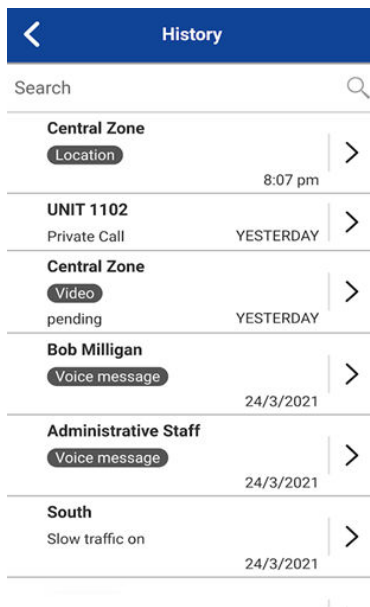 History
Search
Central Zone
Location
8:07 pm
UNIT 1102
Private Call YESTERDAY
Central Zone
Video
pending YESTERDAY
Bob Milligan
Voice message
24/3/2021
Administrative Staff
Voice message
24/3/2021
South
Slow traffic on
24/3/2021